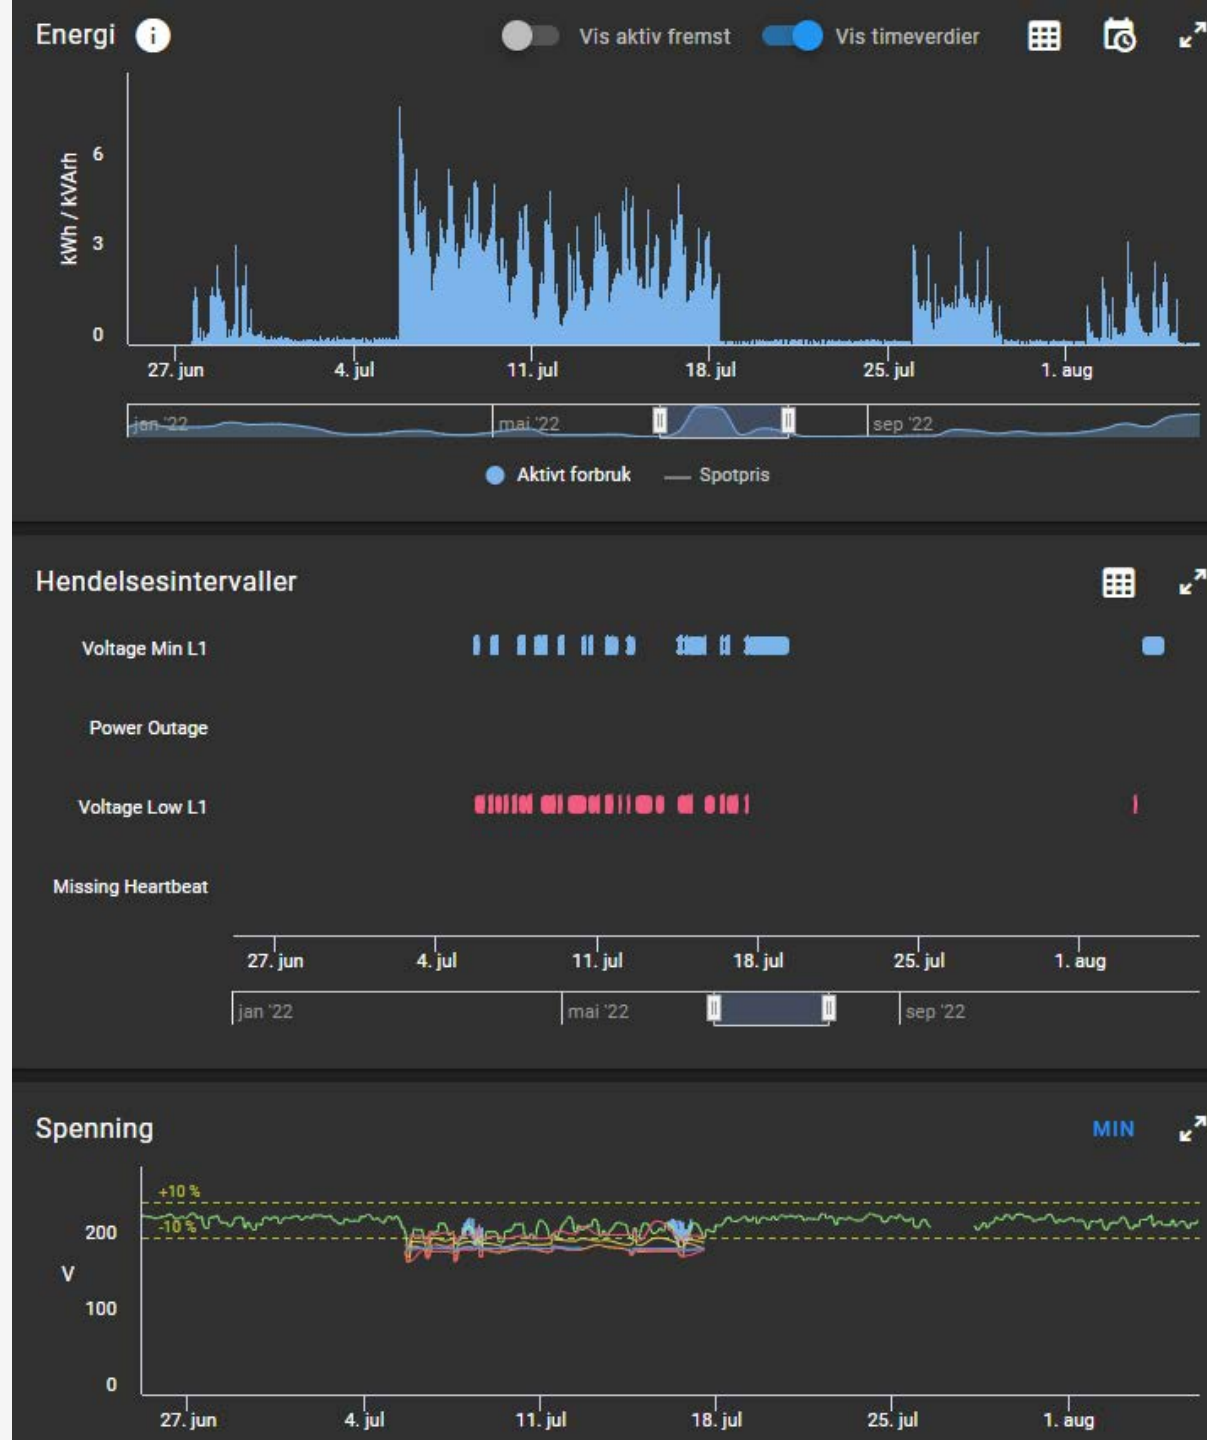 Energi
Vis aktiv fremst
Vis timeverdier
kWh / kVArh
6
3
0
27. jun
4. jul
11. jul
18. jul
25. jul
1. aug
jan '22
mai '22
sep '22
Aktivt forbruk
Spotpris
Hendelsesintervaller
Voltage Min L1
Power Outage
Voltage Low L1
Missing Heartbeat
27. jun
4. jul
11. jul
18. jul
25. jul
1. aug
jan '22
mai '22
sep '22
Spenning
MIN
+10 %
-10 %
200
V
100
0
27. jun
4. jul
11. jul
18. jul
25. jul
1. aug